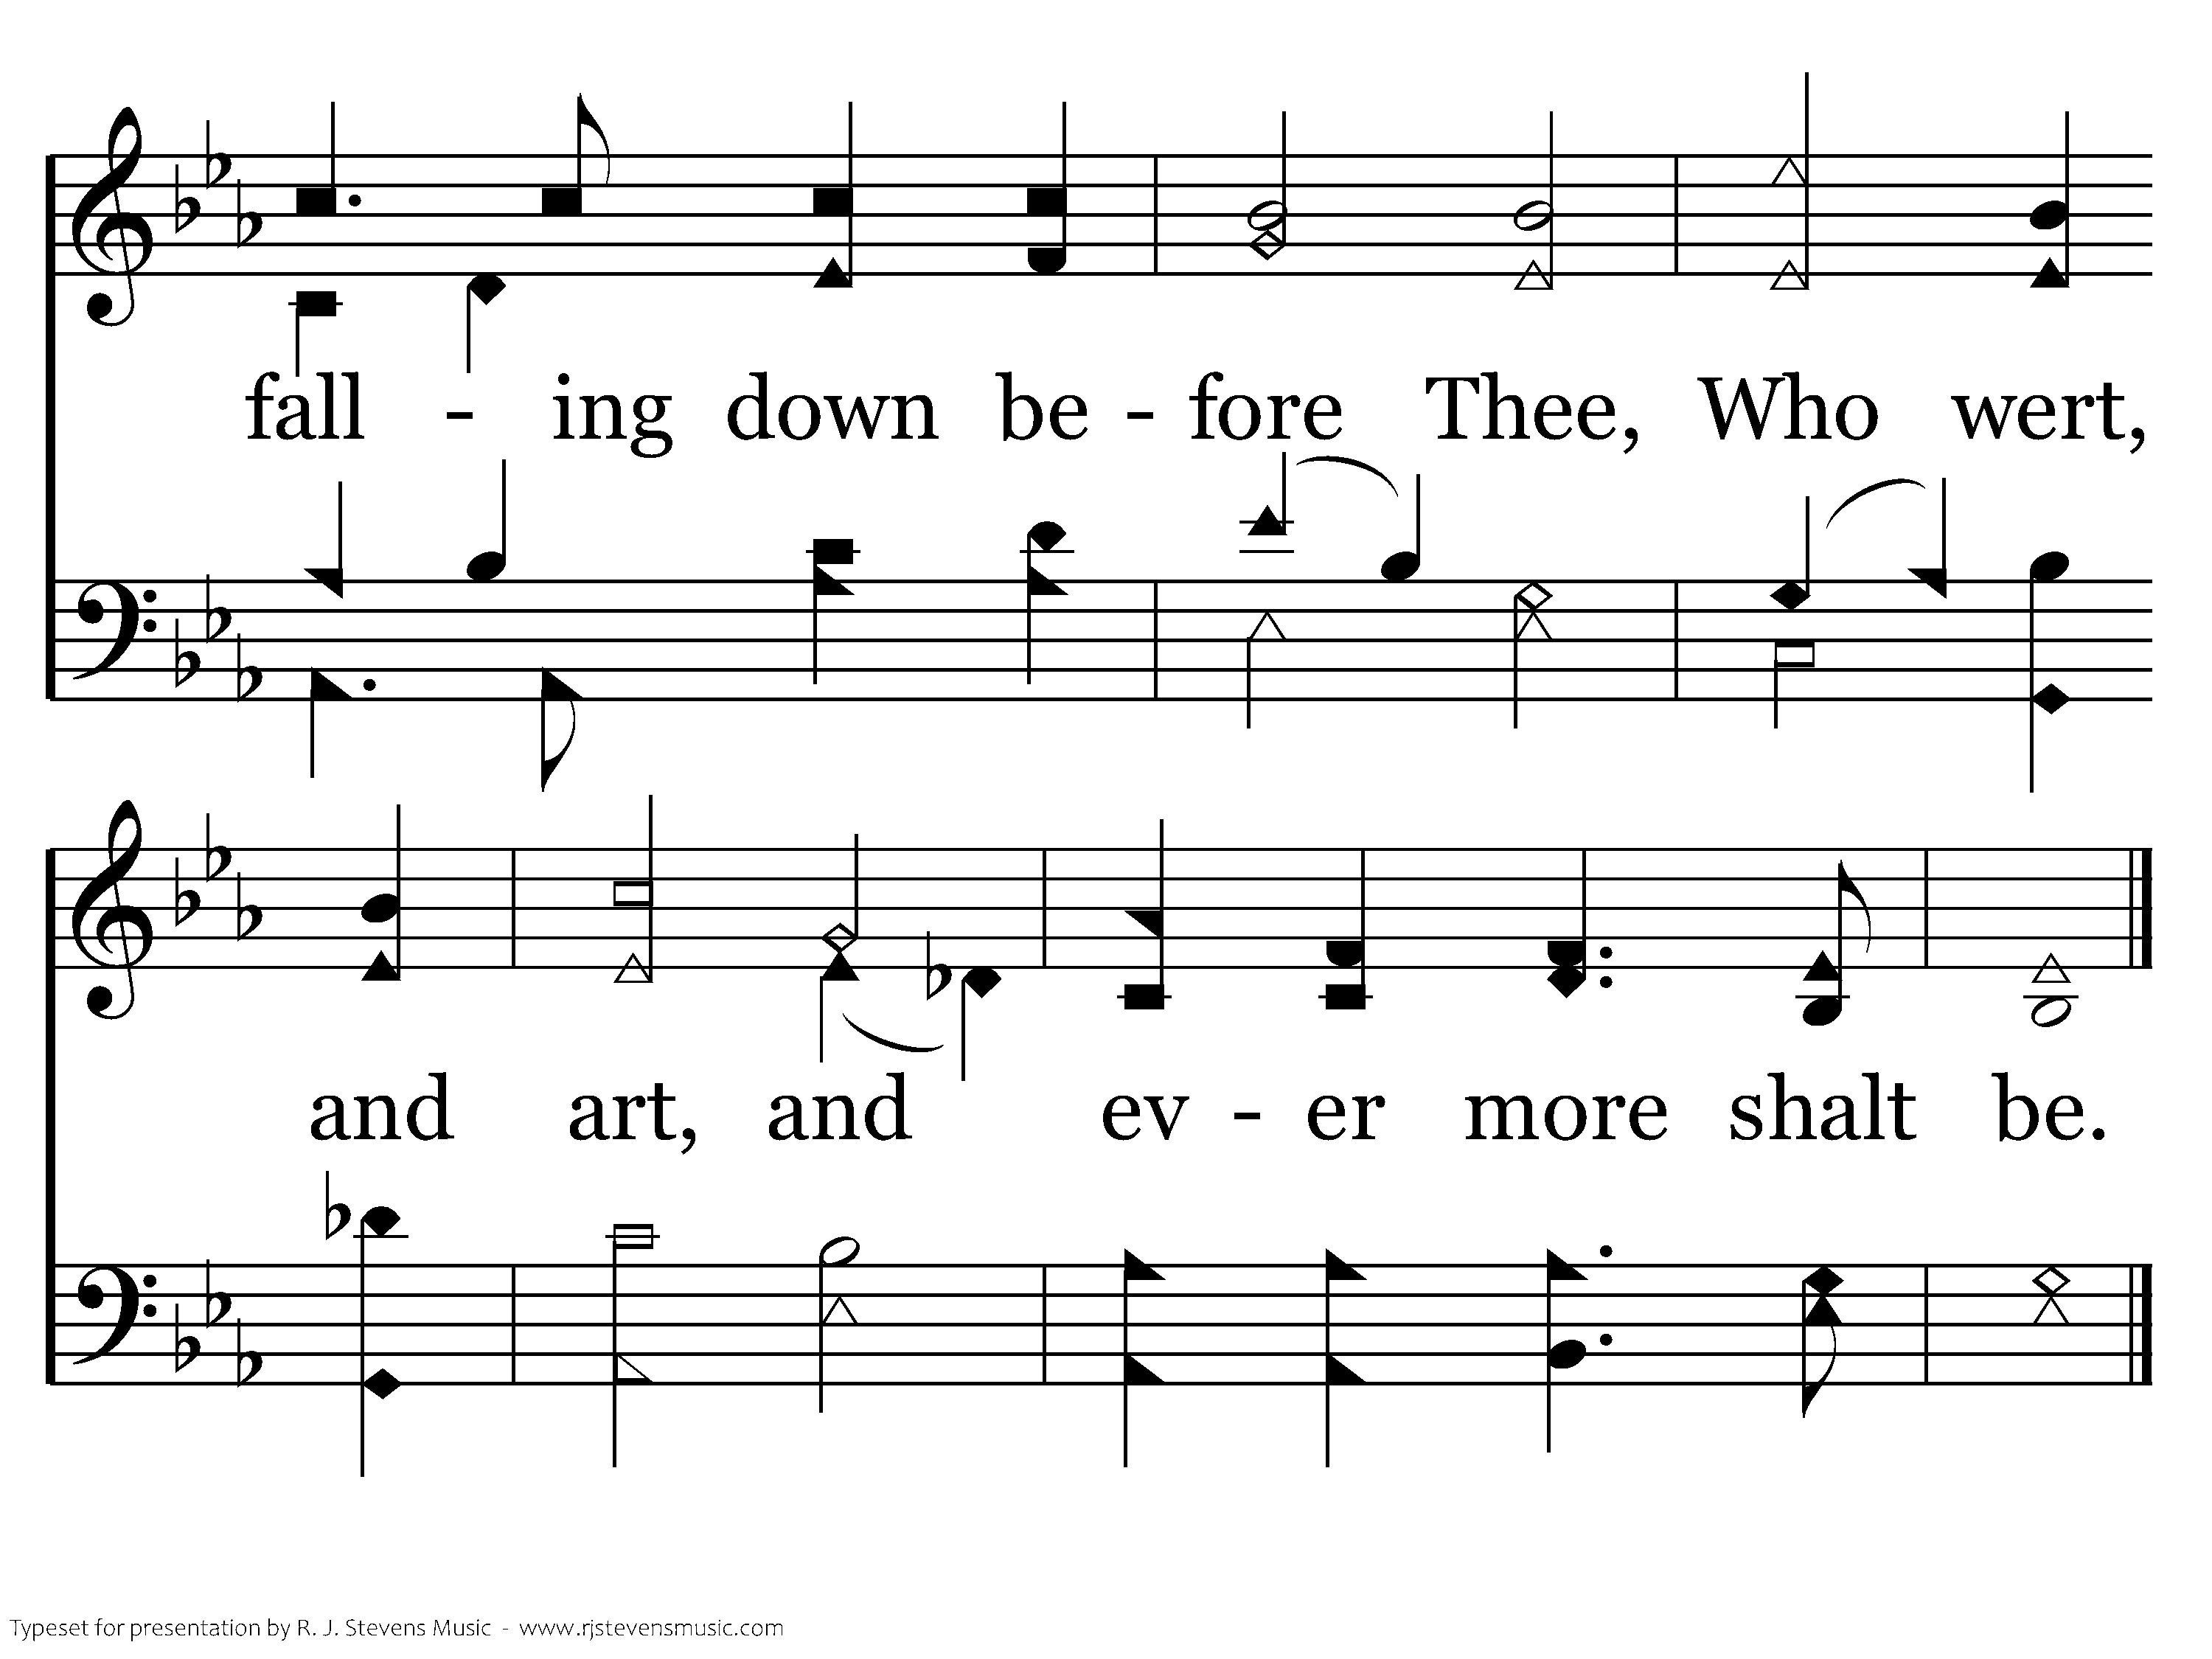 fall - ing down be - fore Thee, Who wert,
and art, and ev - er more shalt be.
Typeset for presentation by R. J. Stevens Music - www.rjstevensmusic.com